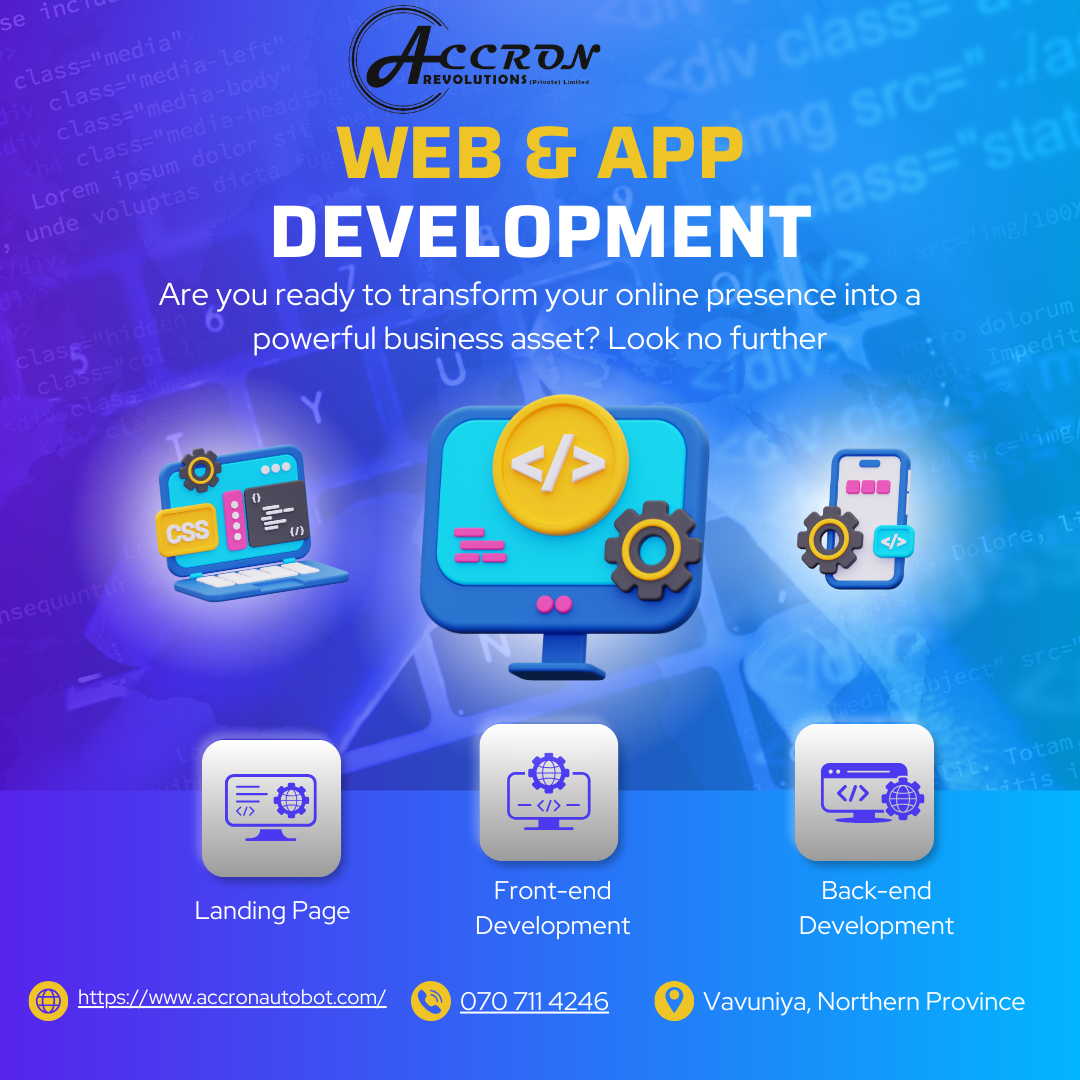 ACCRON
REVOLUTIONS (Private) Limited
WEB & APP
DEVELOPMENT
Are you ready to transform your online presence into a
powerful business asset? Look no further
CSS
{}
{/}
</>
</>
</>
</>
</>
</>
Landing Page
Front-end
Development
Back-end
Development
https://www.accronautobot.com/
070 711 4246
Vavuniya, Northern Province